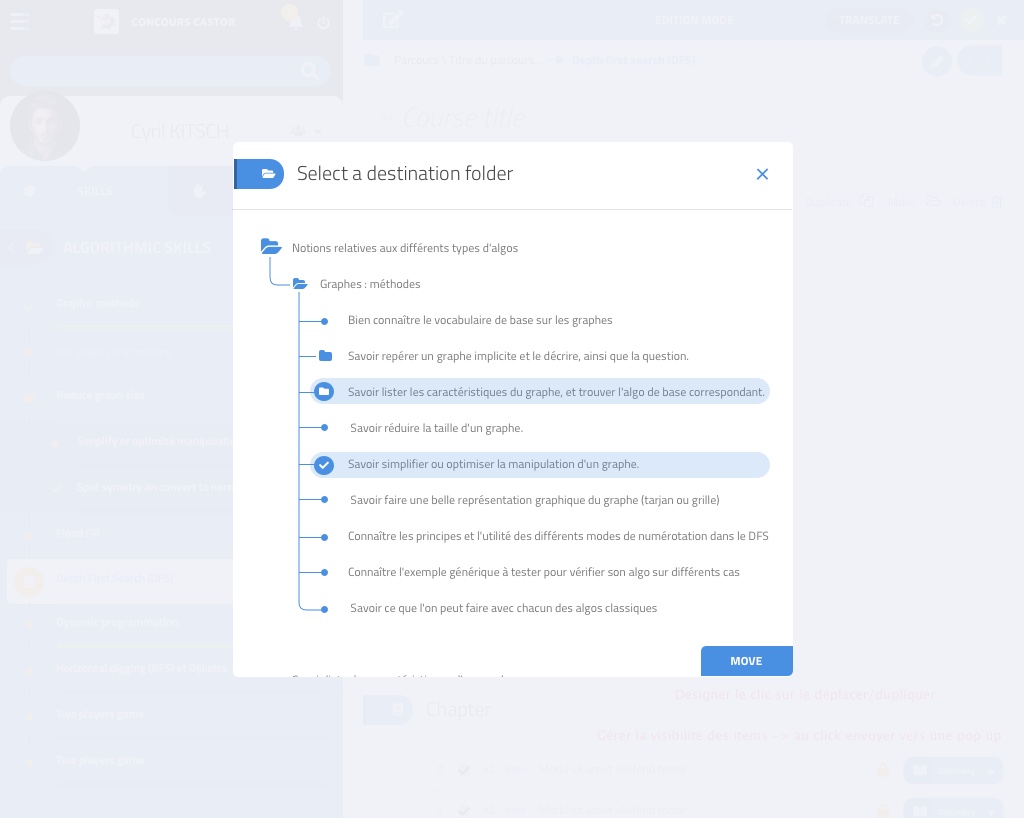 CONCOURS CASTOR
EDITION MODE
TRANSLATE
Parcours \ Titre du parcours...
Depth First Search (DFS)
Course title
Cyril KITSCH
SKILLS
Duplicate
Move
Delete
ALGORITHMIC SKILLS
Select a destination folder
Notions relatives aux différents types d'algos
Graphes : méthodes
Bien connaître le vocabulaire de base sur les graphes
Savoir repérer un graphe implicite et le décrire, ainsi que la question.
Savoir lister les caractéristiques du graphe, et trouver l'algo de base correspondant.
Savoir réduire la taille d'un graphe.
Savoir simplifier ou optimiser la manipulation d'un graphe.
Savoir faire une belle représentation graphique du graphe (tarjan ou grille)
Connaître les principes et l'utilité des différents modes de numérotation dans le DFS
Connaître l'exemple générique à tester pour vérifier son algo sur différents cas
Savoir ce que l'on peut faire avec chacun des algos classiques
MOVE
Graphs: methods
Reduce graph size
Simplify or optimize manipulati
Flood Fill
Depth First Search (DFS)
Dynamic programmation
Horizontal digging (BFS) et Dijkstra
Two players game
Two players game
Chapter
Designer le clic sur le déplacer/dupliquer
Gérer la visibilité des items -> au click envoyer vers une pop up